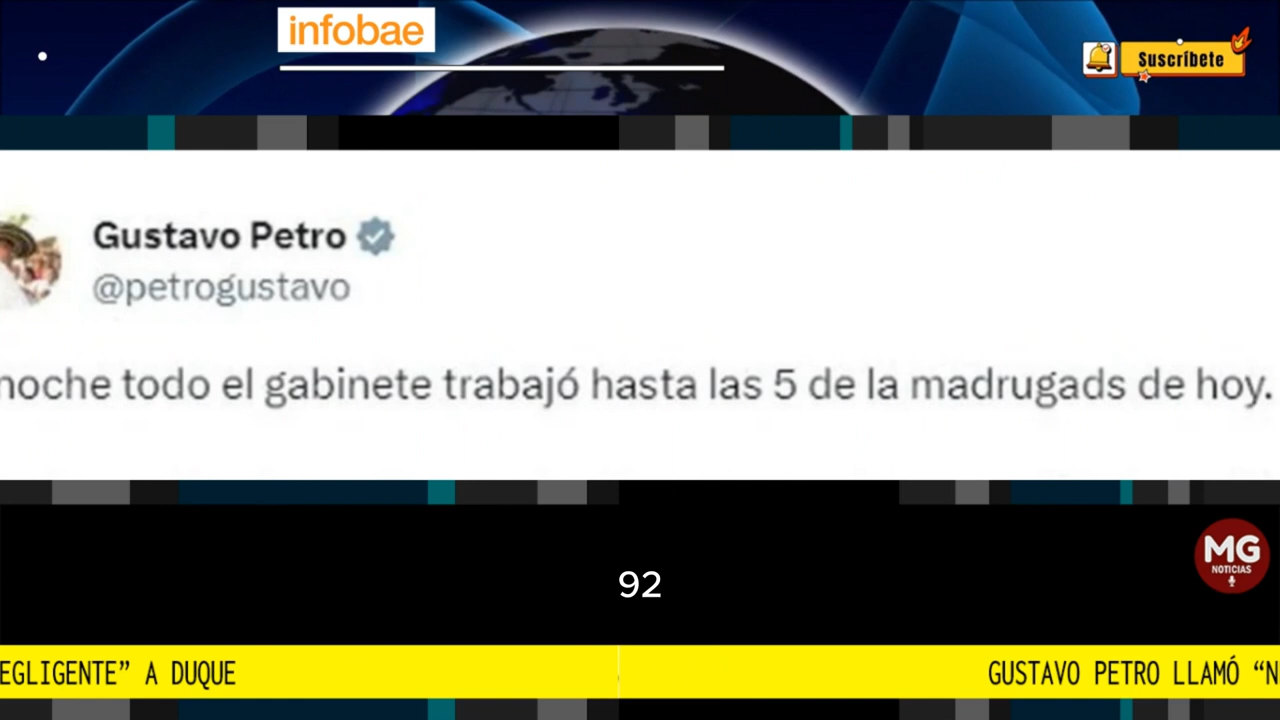 infobae
Suscríbete
Gustavo Petro
@petrogustavo
noche todo el gabinete trabajó hasta las 5 de la madrugads de hoy.
MG
NOTICIAS
92
EGLIGENTE” A DUQUE
GUSTAVO PETRO LLAMÓ “N